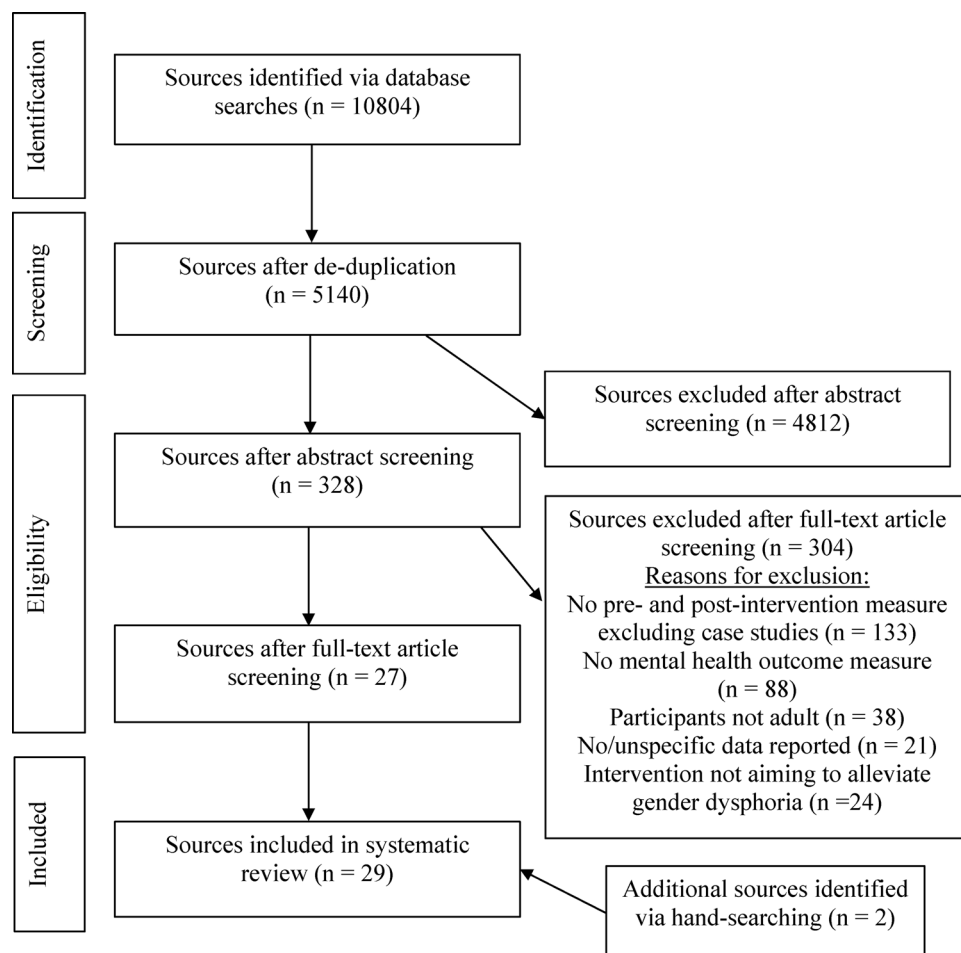 Identification
Sources identified via database
searches (n = 10804)
Screening
Sources after de-duplication
(n = 5140)
Sources excluded after abstract
screening (n = 4812)
Eligibility
Sources after abstract screening
(n = 328)
Sources excluded after full-text article
screening (n = 304)
Reasons for exclusion:
No pre- and post-intervention measure
excluding case studies (n = 133)
No mental health outcome measure
(n = 88)
Participants not adult (n = 38)
No/unspecific data reported (n = 21)
Intervention not aiming to alleviate
gender dysphoria (n =24)
Sources after full-text article
screening (n = 27)
Included
Sources included in systematic
review (n = 29)
Additional sources identified
via hand-searching (n = 2)